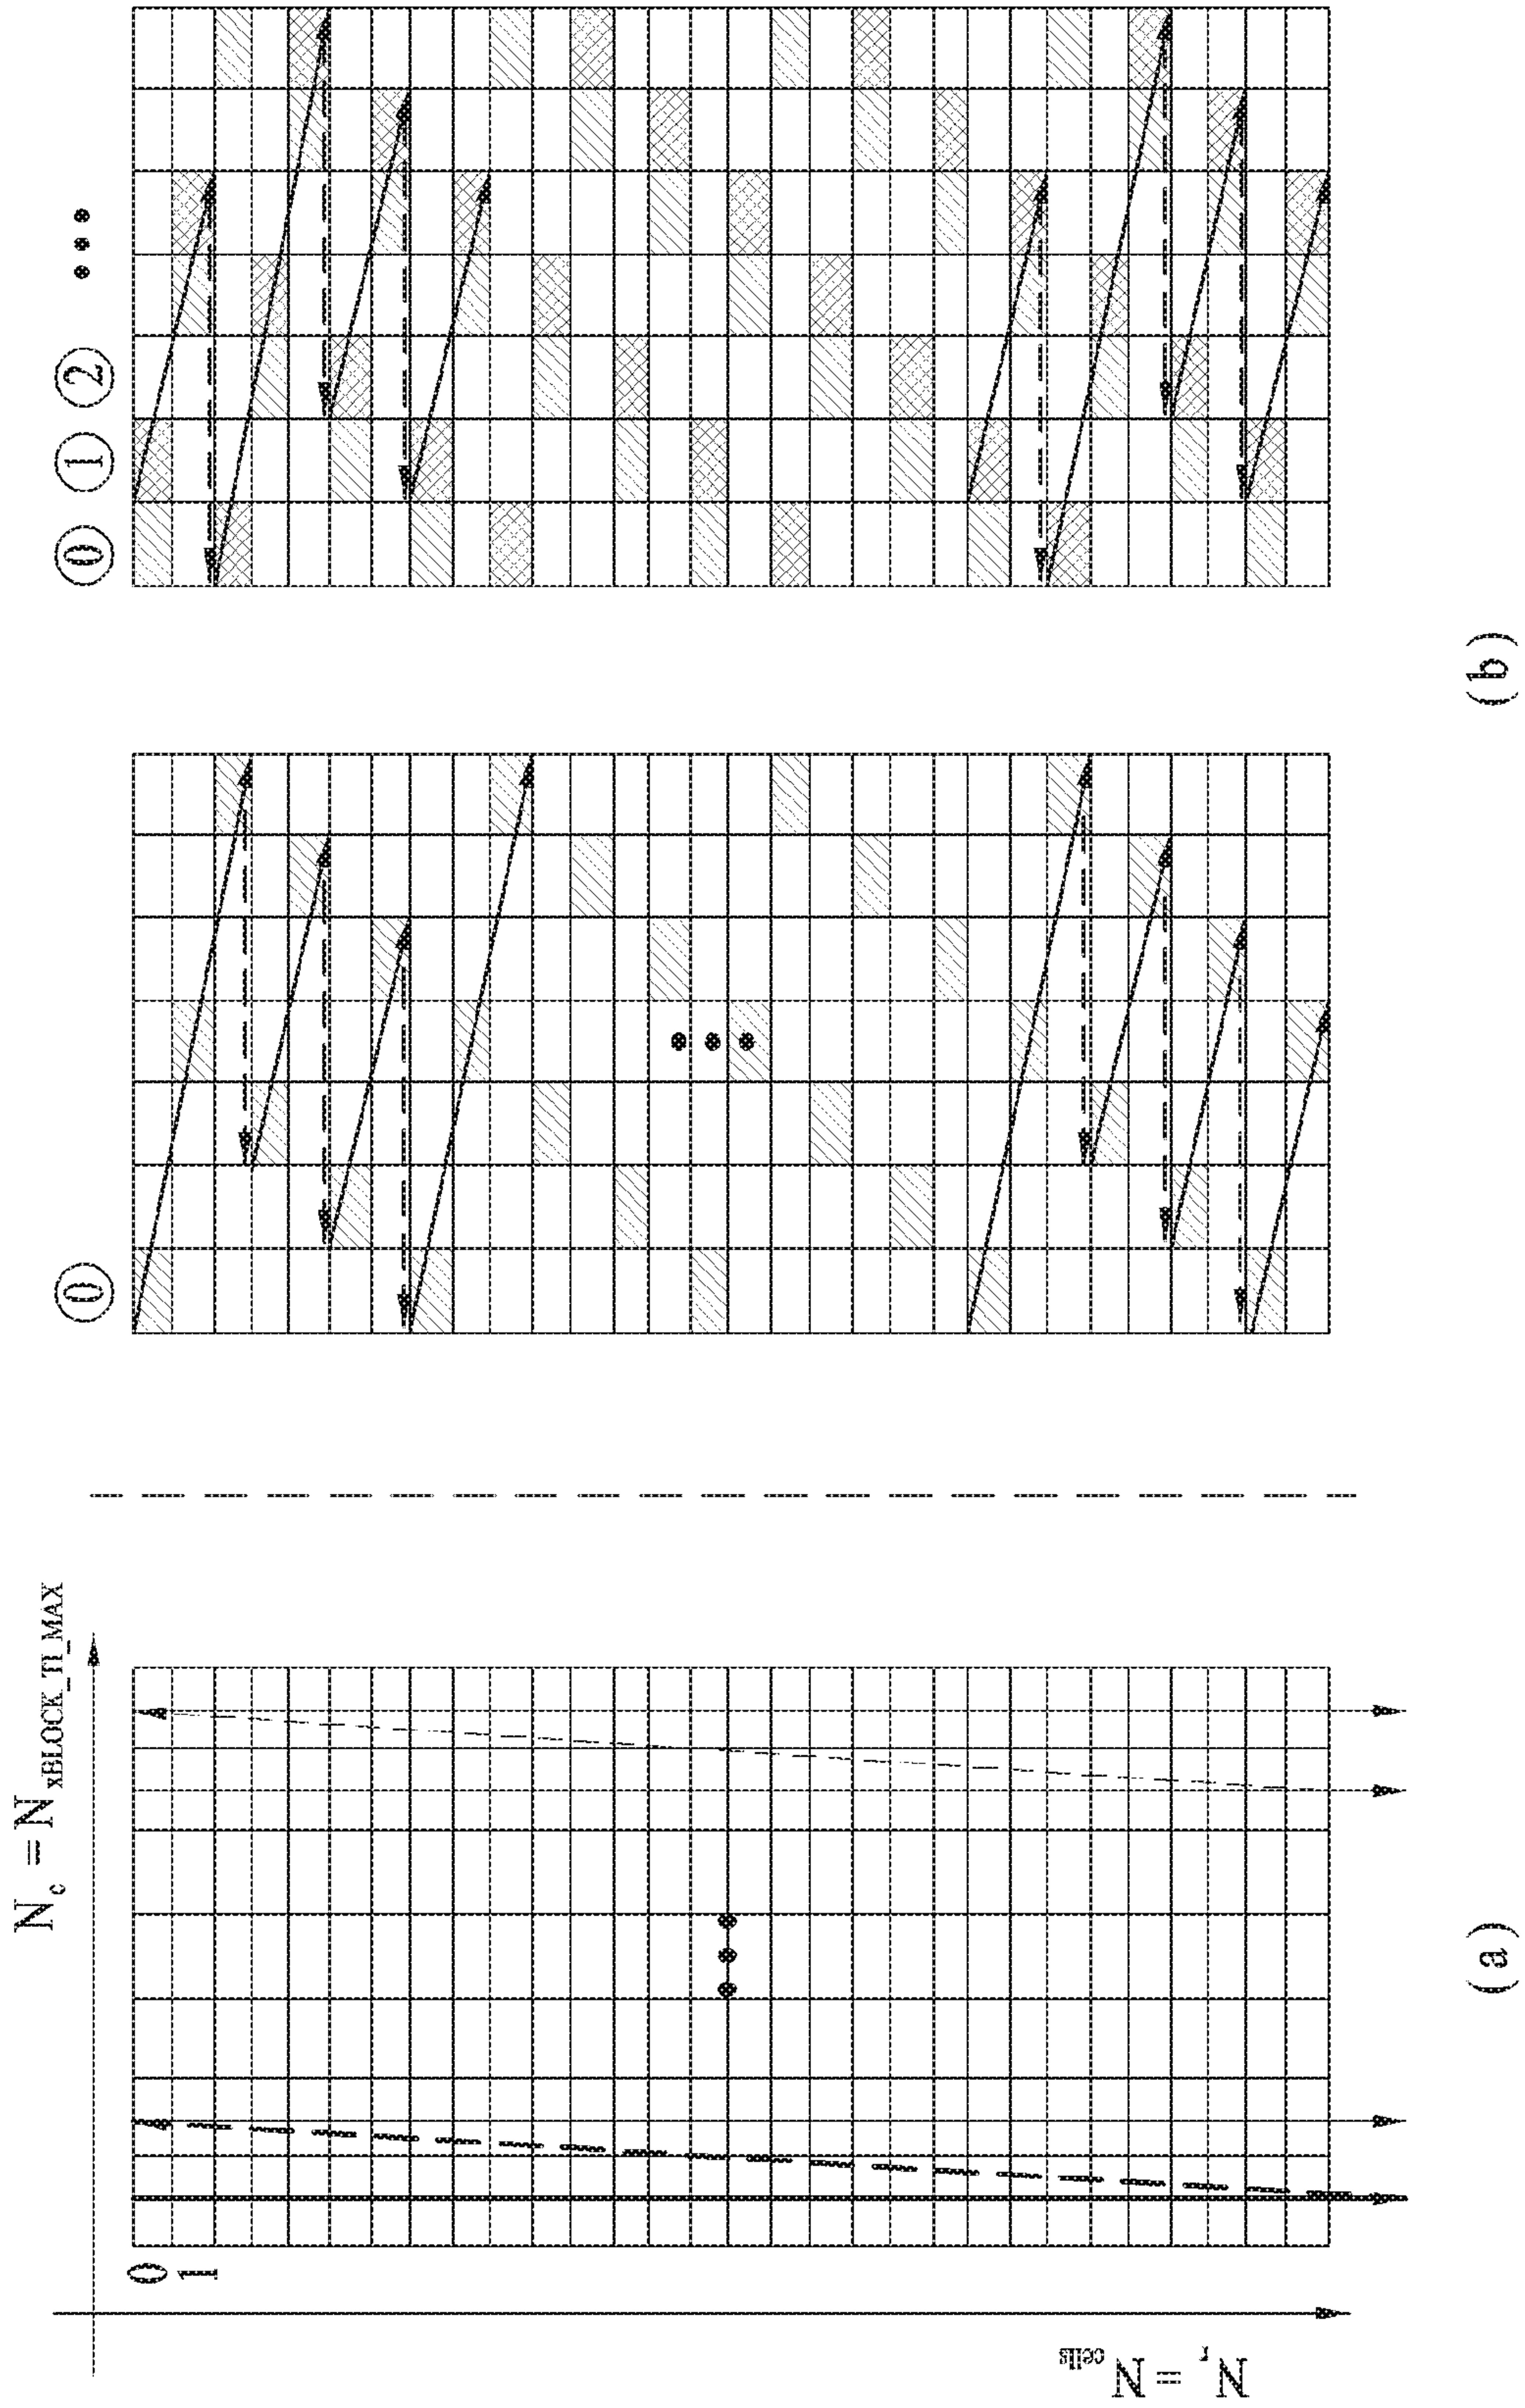 N_c = N_xBLOCK_TI_MAX
0
1
N_r = N_cells
(a)
0
0 1 2 •••
(b)